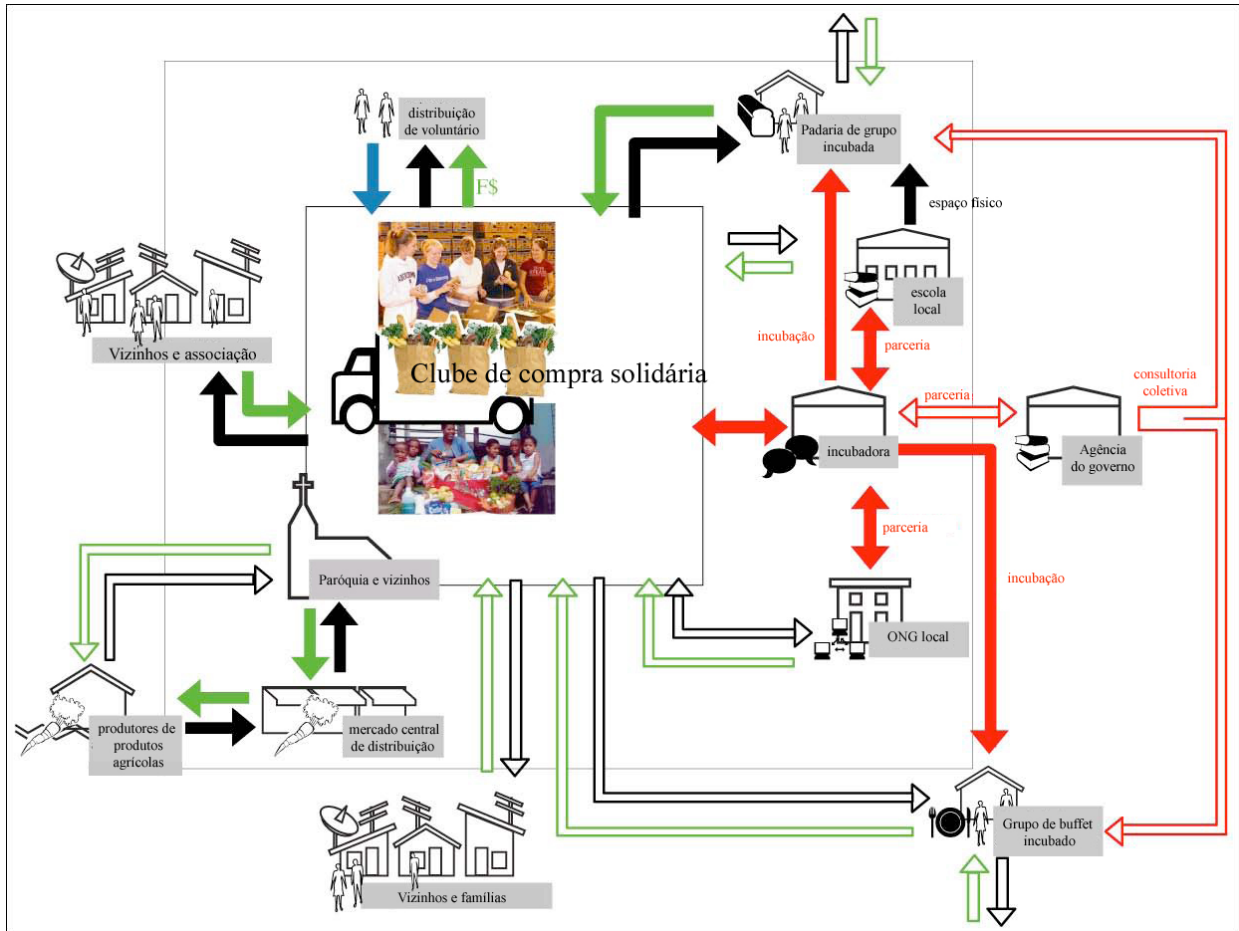 distribuição
de voluntário
F$
Padaria de grupo
incubada
espaço físico
escola
local
Vizinhos e associação
Clube de compra solidária
incubação
parceria
parceria
consultoria
coletiva
incubadora
Agência
do governo
parceria
Paróquia e vizinhos
incubação
ONG local
produtores de
produtos
agrícolas
mercado central
de distribuição
Grupo de buffet
incubado
Vizinhos e famílias